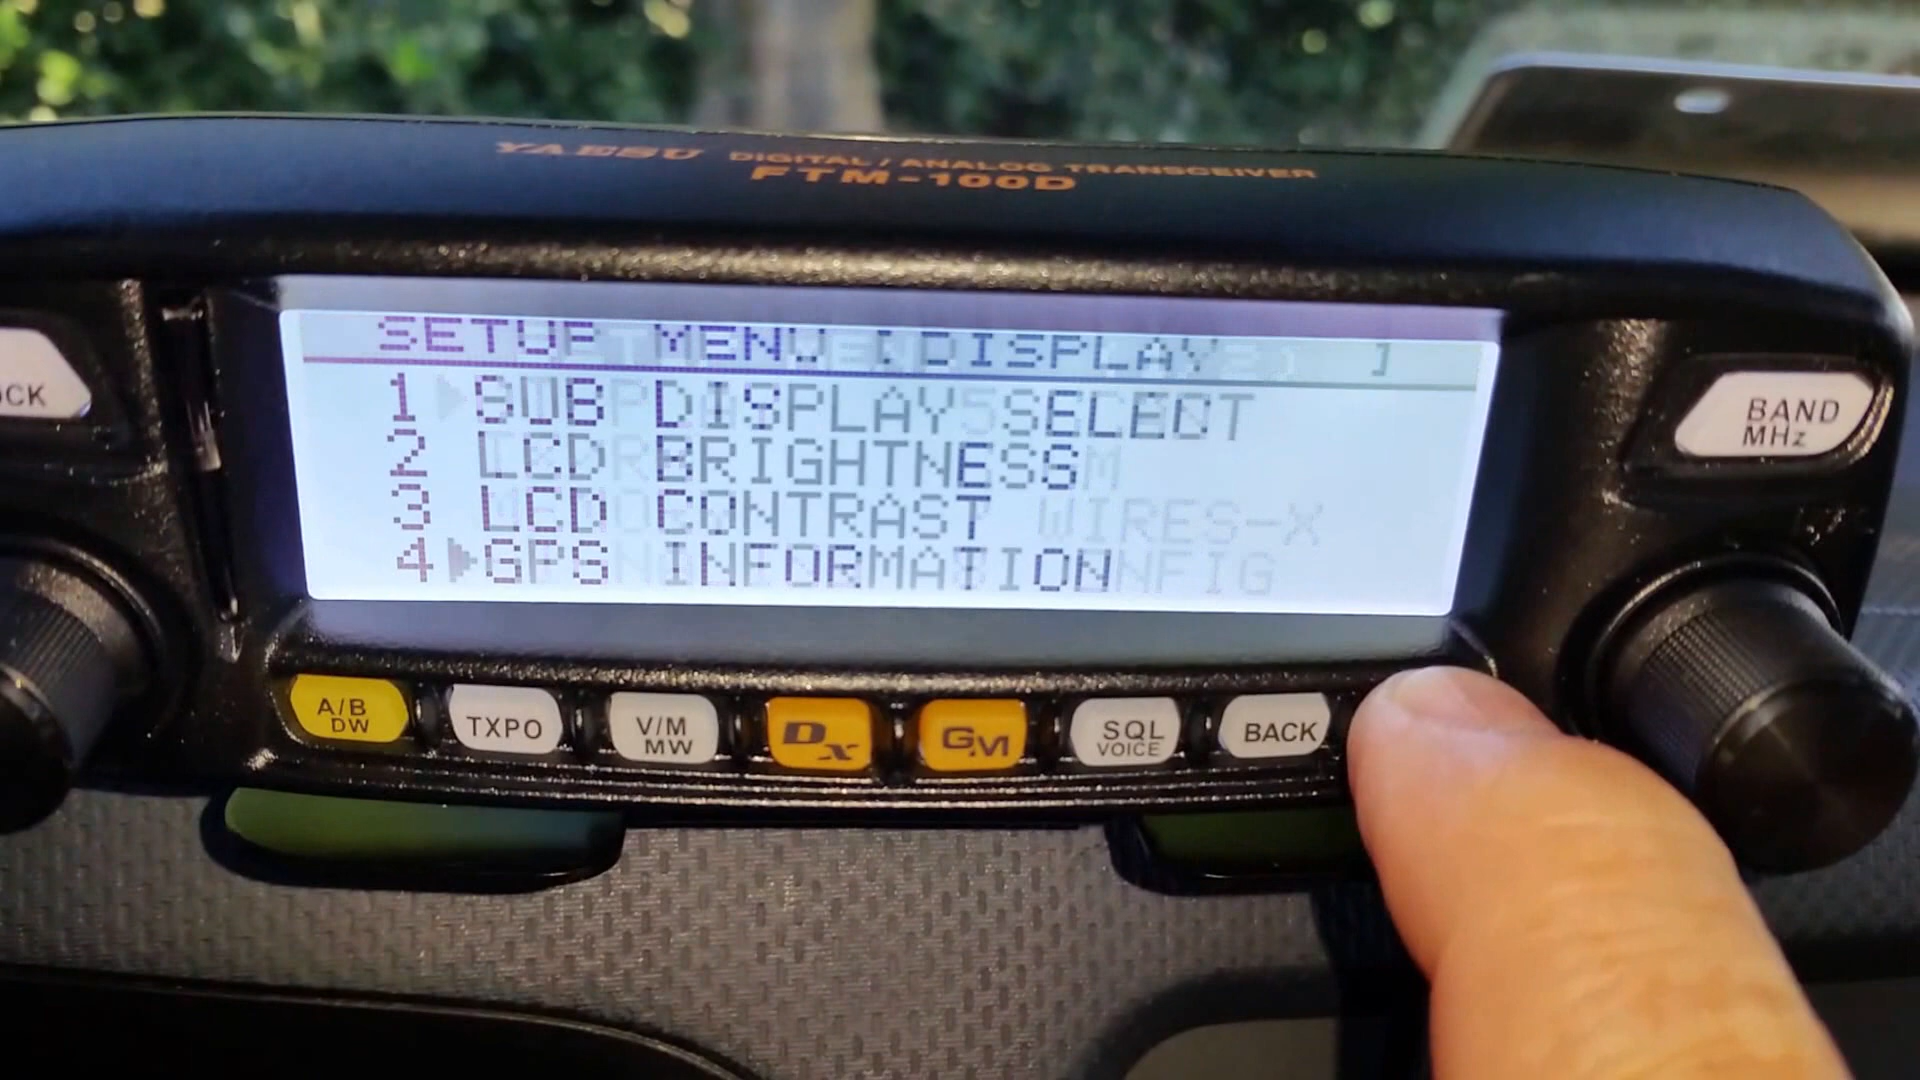 YAESU DIGITAL / ANALOG TRANSCEIVER
FTM-100D
SETUP MENU [DISPLAY ]
1 SUB DISPLAY SELECT
2 LCD BRIGHTNESS
3 LCD CONTRAST WIRES-X
4 GPS INFORMATION
BAND
MHz
A/B
DW
TXPO
V/M
MW
Dx
GM
SQL
VOICE
BACK